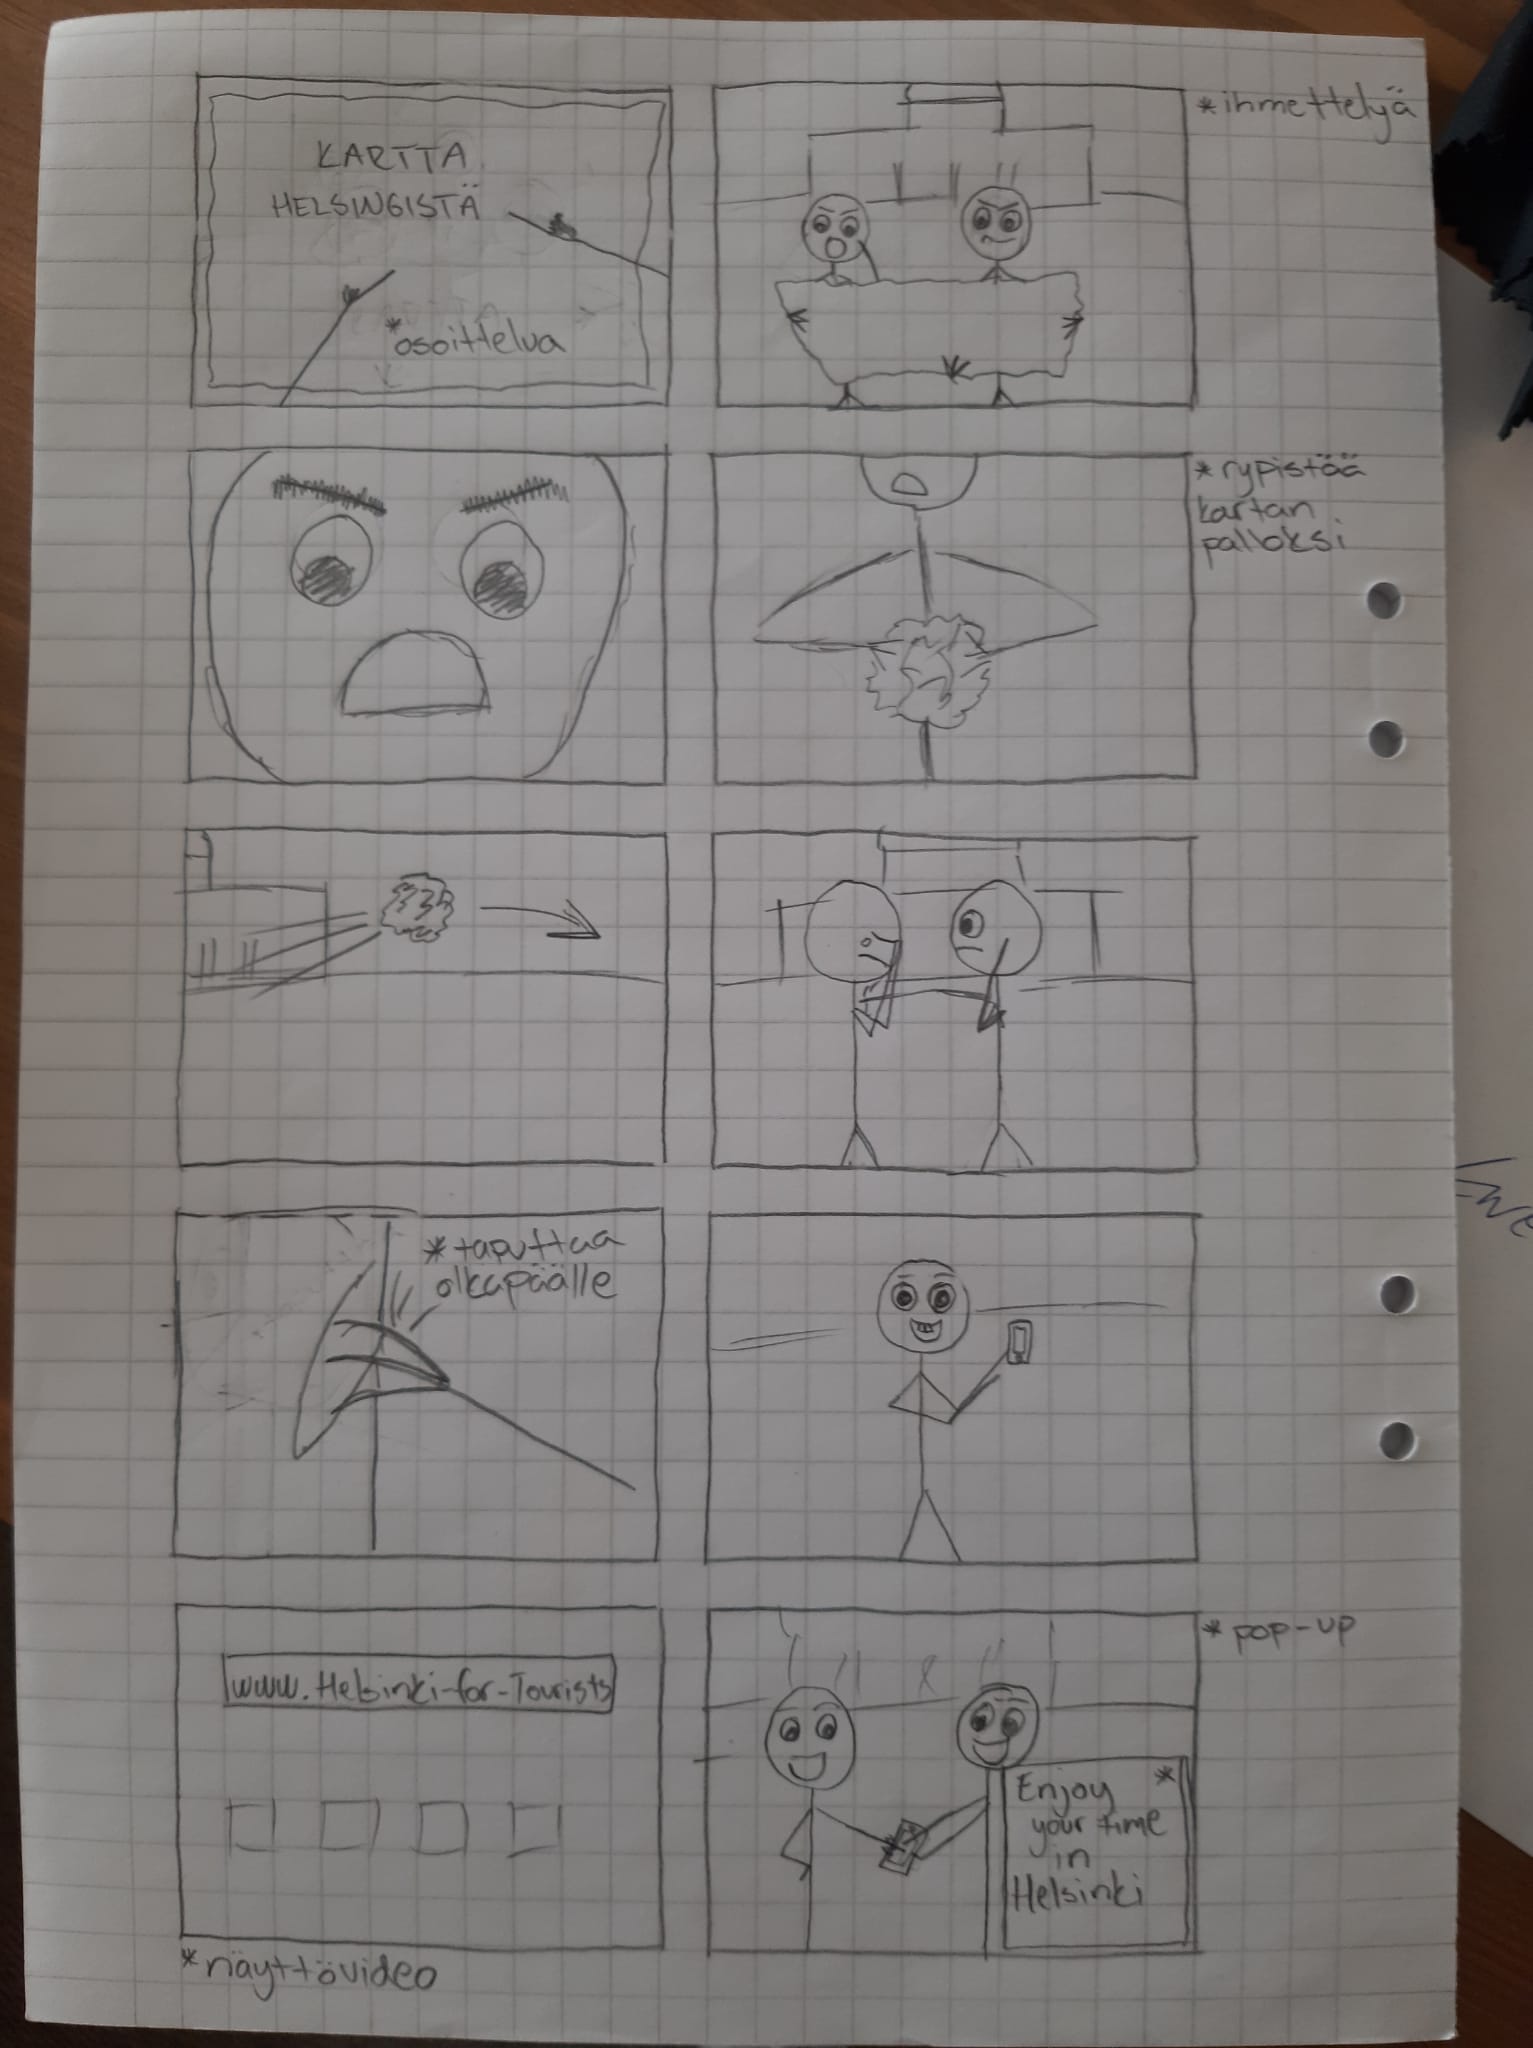 KARTTA
HELSINGISTÄ
*osoittelua
*ihmettelyä
*rypistää
kartan
palloksi
*taputtaa
olkapäälle
www.Helsinki-for-Tourists
*näyttövideo
*pop-up
Enjoy *
your time
in
Helsinki